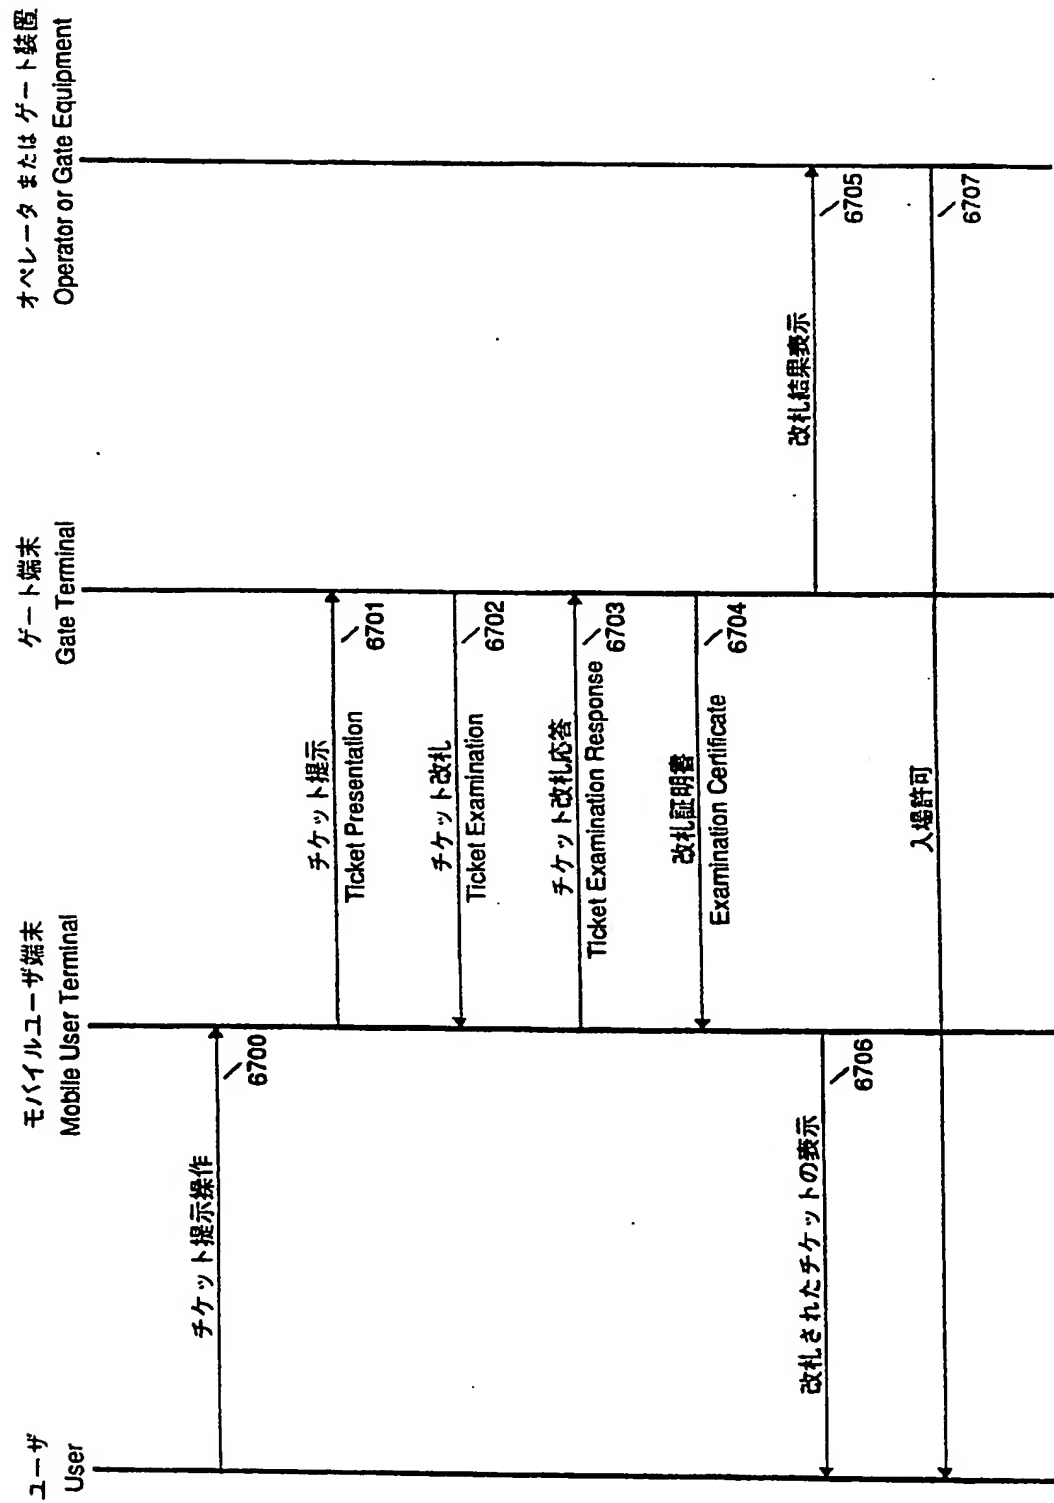 ユーザ
User
モバイルユーザ端末
Mobile User Terminal
ゲート端末
Gate Terminal
オペレータ または ゲート装置
Operator or Gate Equipment
チケット提示操作
6700
チケット提示
Ticket Presentation
6701
チケット改札
Ticket Examination
6702
チケット改札応答
Ticket Examination Response
6703
改札証明書
Examination Certificate
6704
改札結果表示
6705
改札されたチケットの表示
6706
入場許可
6707